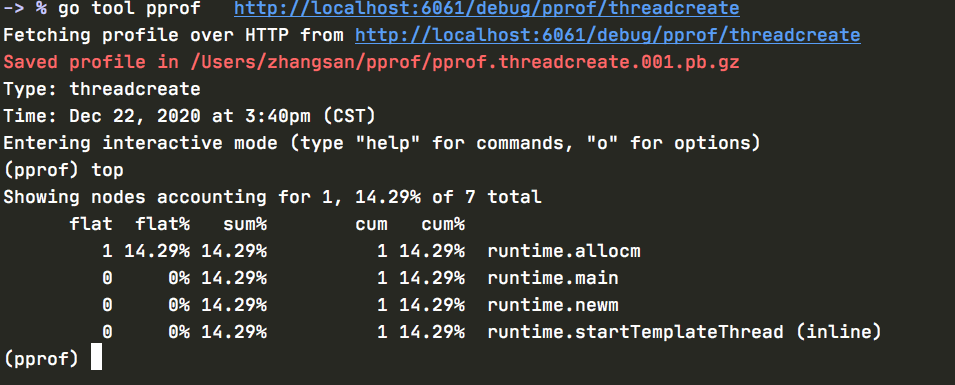 -> % go tool pprof   http://localhost:6061/debug/pprof/threadcreate
Fetching profile over HTTP from http://localhost:6061/debug/pprof/threadcreate
Saved profile in /Users/zhangsan/pprof/pprof.threadcreate.001.pb.gz
Type: threadcreate
Time: Dec 22, 2020 at 3:40pm (CST)
Entering interactive mode (type "help" for commands, "o" for options)
(pprof) top
Showing nodes accounting for 1, 14.29% of 7 total
      flat  flat%   sum%        cum   cum%
         1 14.29% 14.29%          1 14.29%  runtime.allocm
         0     0% 14.29%          1 14.29%  runtime.main
         0     0% 14.29%          1 14.29%  runtime.newm
         0     0% 14.29%          1 14.29%  runtime.startTemplateThread (inline)
(pprof)